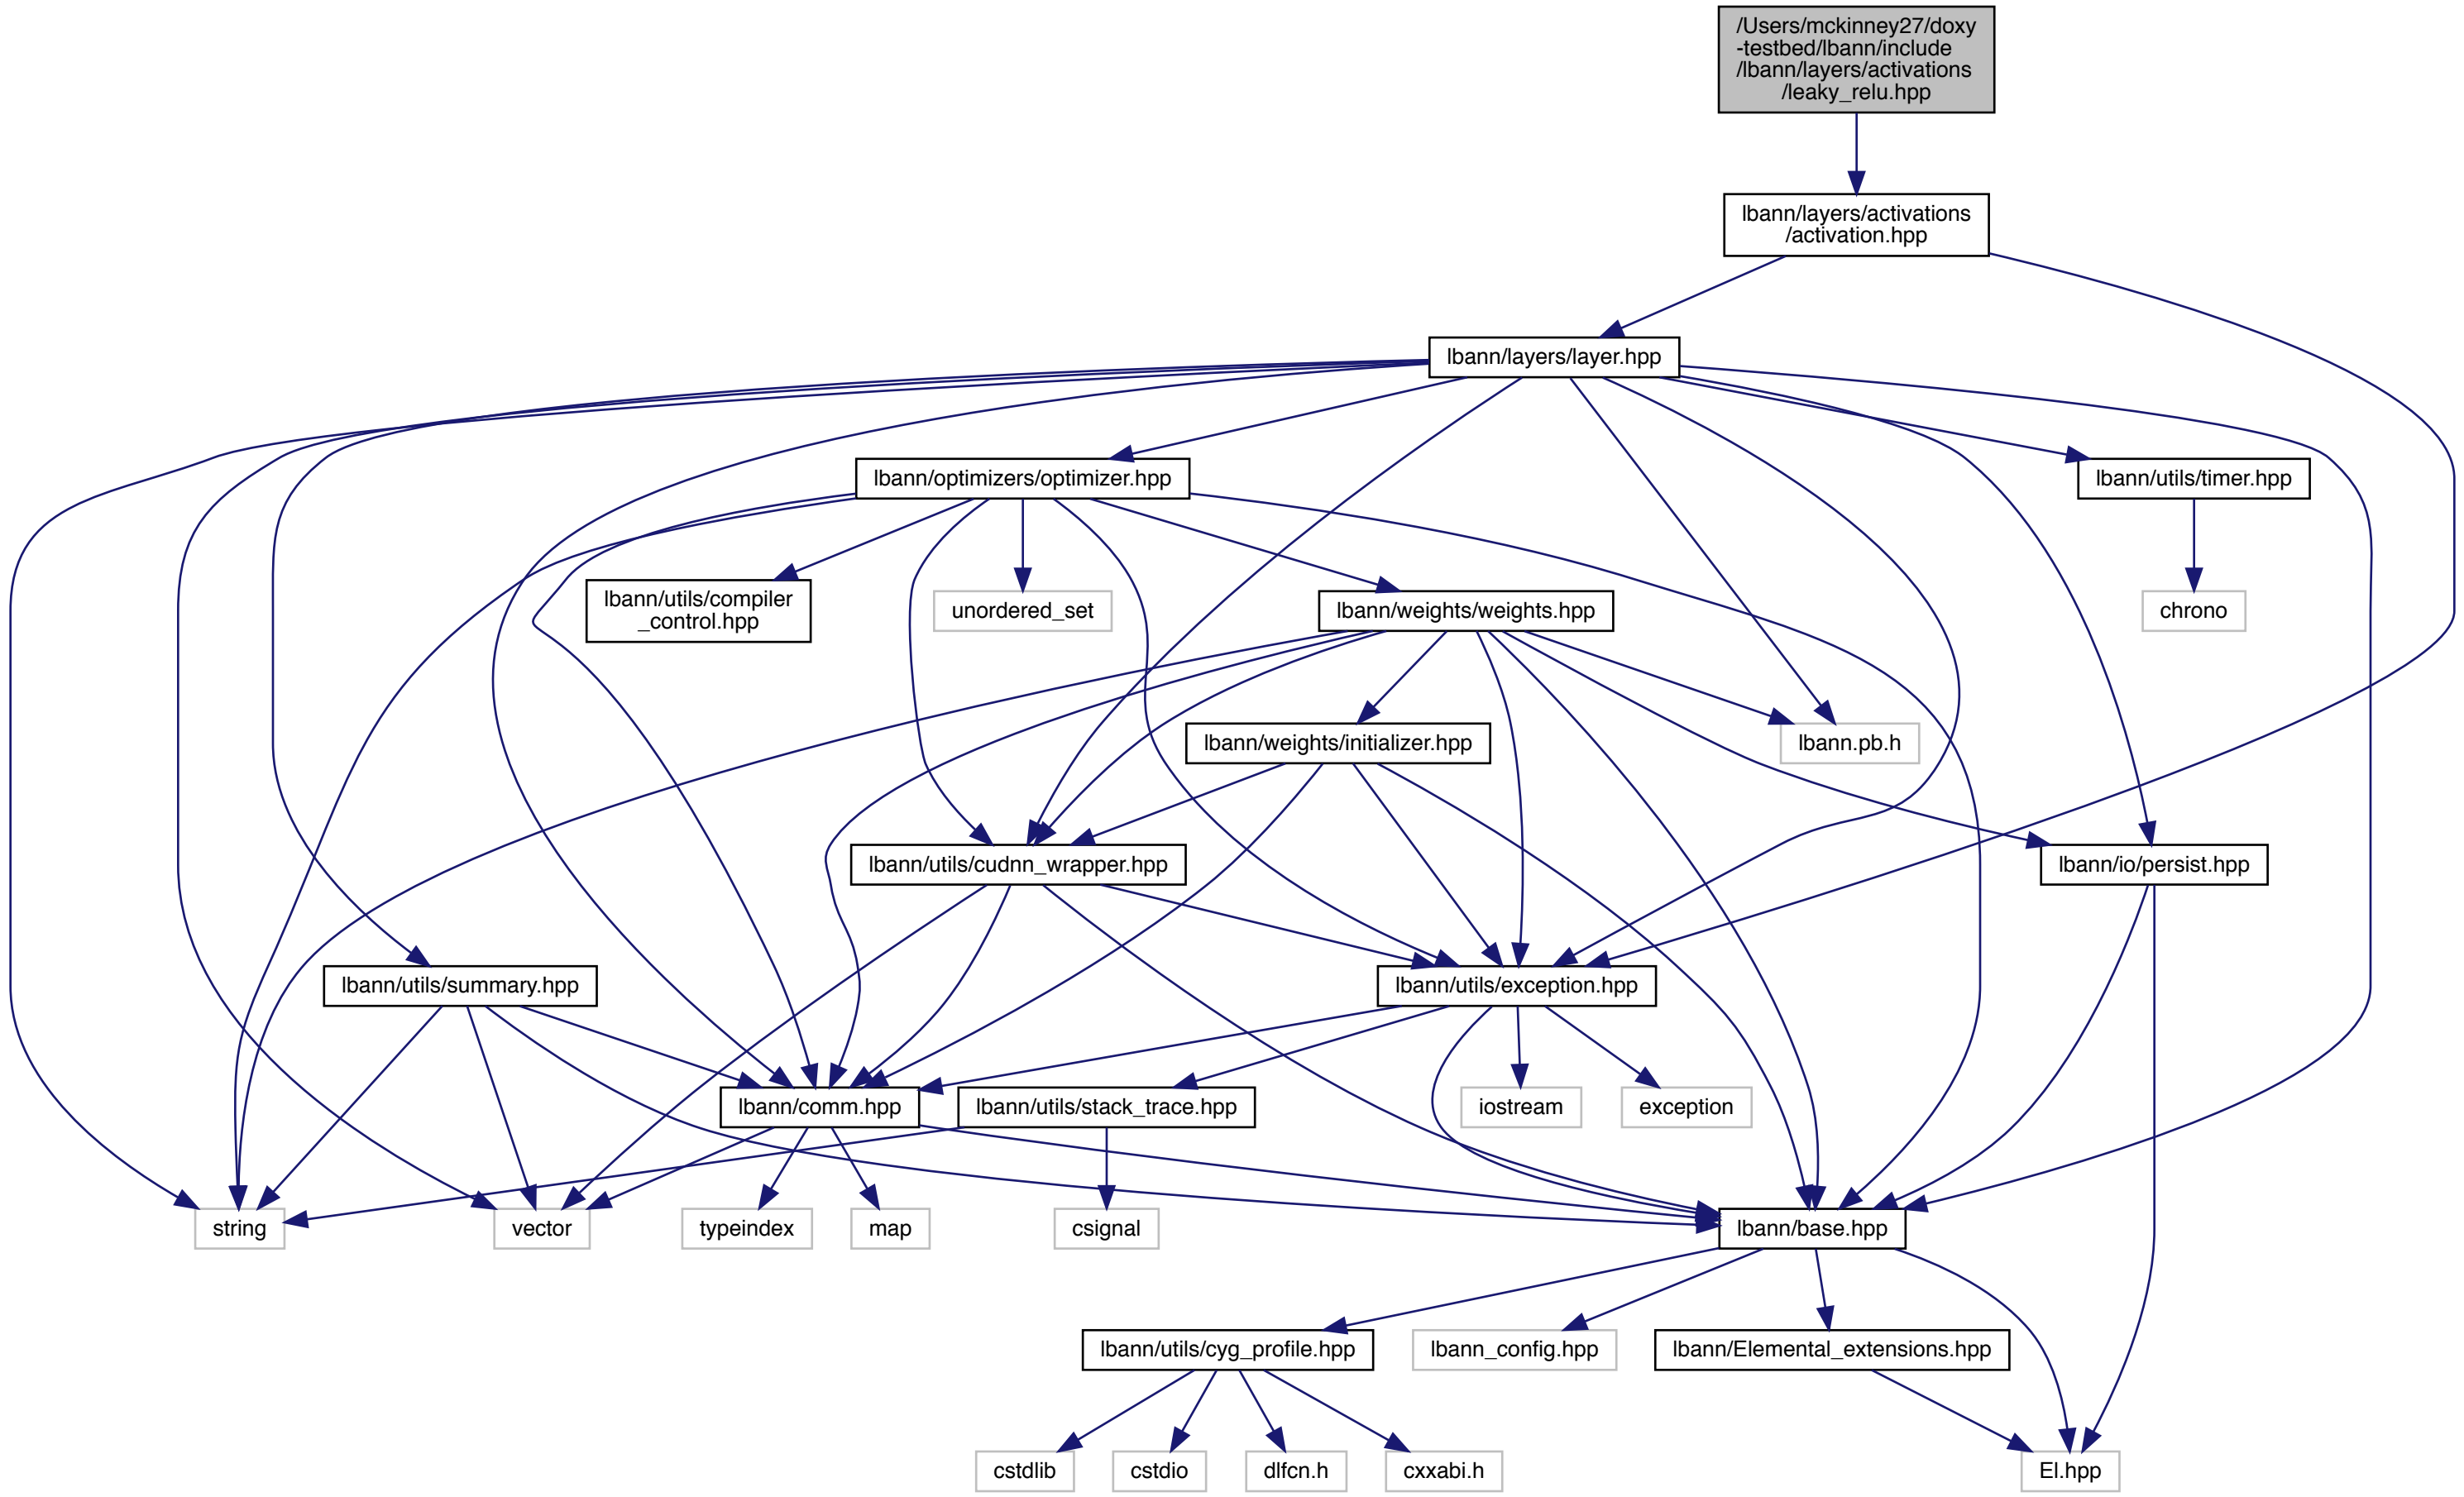 /Users/mckinney27/doxy
-testbed/lbann/include
/lbann/layers/activations
/leaky_relu.hpp
lbann/layers/activations
/activation.hpp
lbann/layers/layer.hpp
lbann/optimizers/optimizer.hpp
lbann/utils/timer.hpp
lbann/utils/compiler
_control.hpp
unordered_set
lbann/weights/weights.hpp
chrono
lbann/weights/initializer.hpp
lbann.pb.h
lbann/utils/cudnn_wrapper.hpp
lbann/io/persist.hpp
lbann/utils/summary.hpp
lbann/utils/exception.hpp
lbann/comm.hpp
lbann/utils/stack_trace.hpp
iostream
exception
string
vector
typeindex
map
csignal
lbann/base.hpp
lbann/utils/cyg_profile.hpp
lbann_config.hpp
lbann/Elemental_extensions.hpp
cstdlib
cstdio
dlfcn.h
cxxabi.h
El.hpp